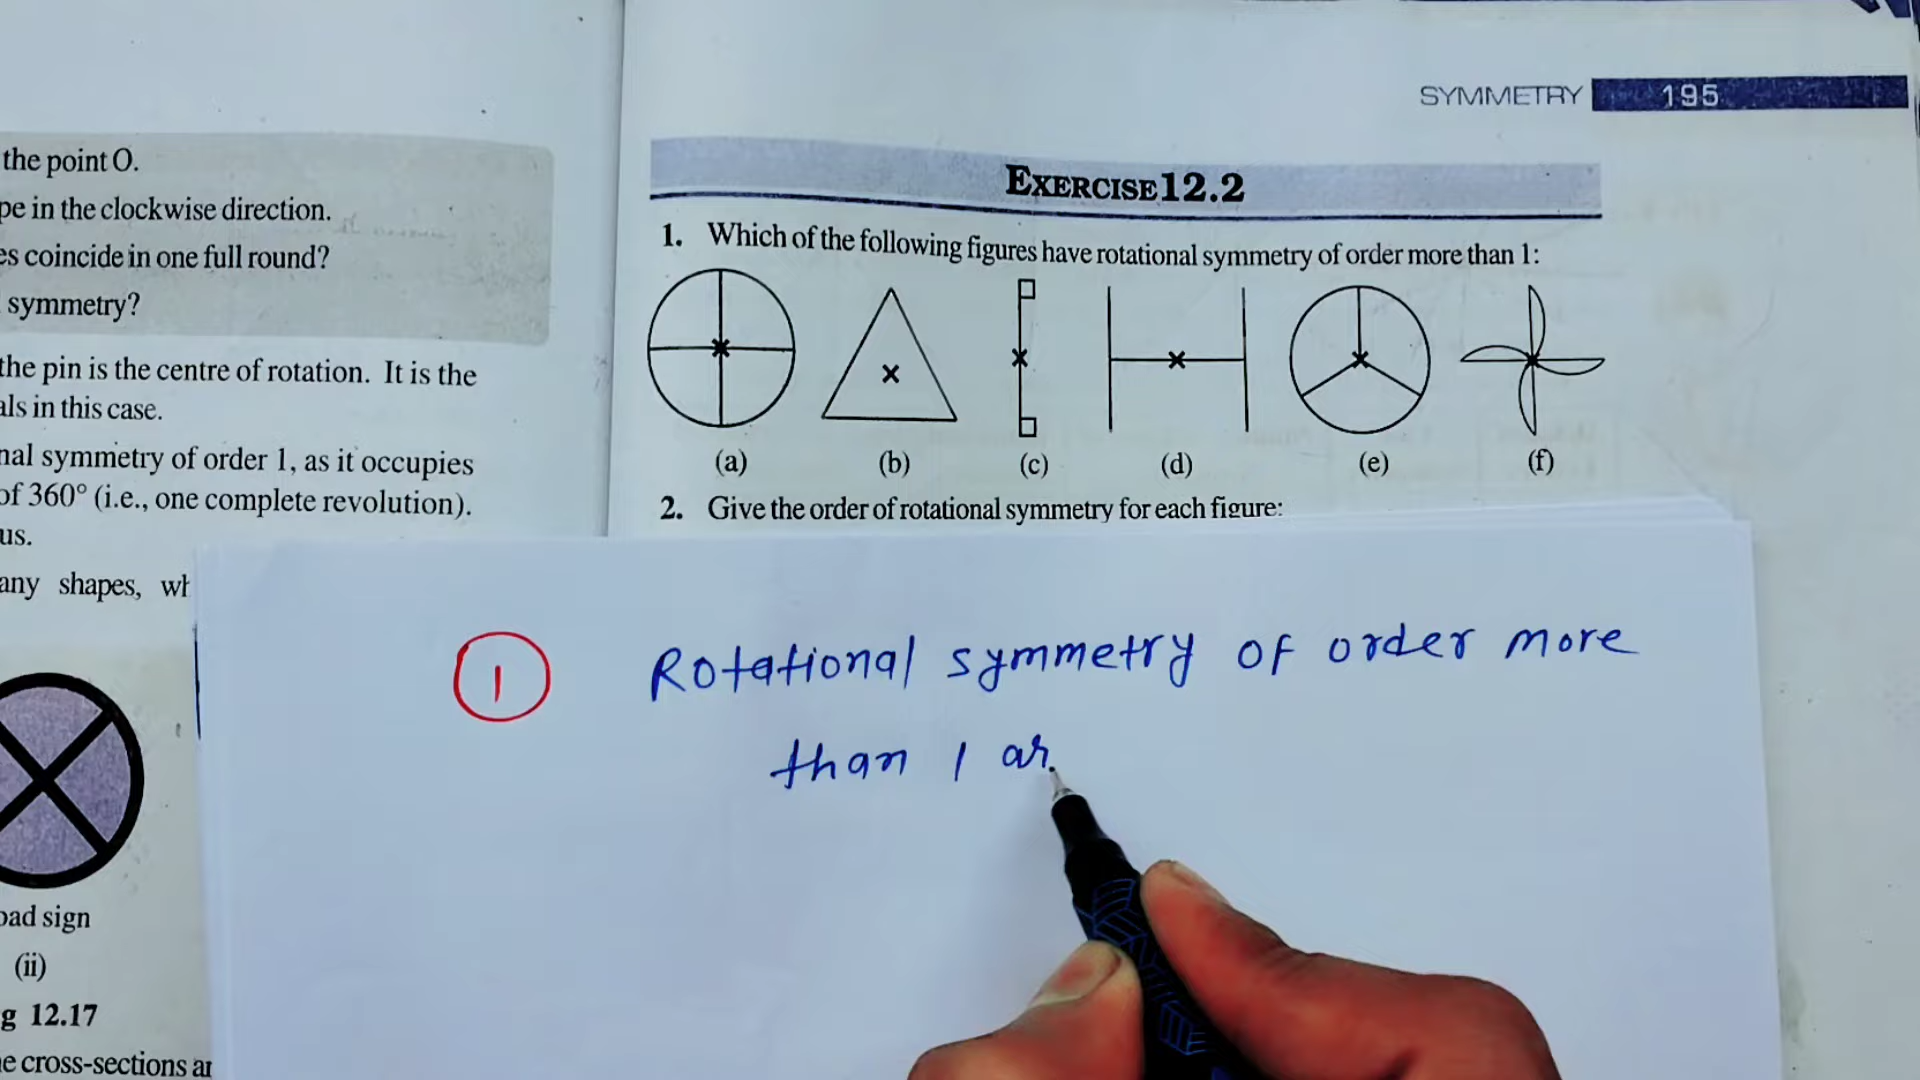 the point O.
pe in the clockwise direction.
es coincide in one full round?
symmetry?
the pin is the centre of rotation. It is the
als in this case.
nal symmetry of order 1, as it occupies
of 360° (i.e., one complete revolution).
us.
any shapes, wh
oad sign
(ii)
g 12.17
e cross-sections ar
SYMMETRY 195
EXERCISE 12.2
1. Which of the following figures have rotational symmetry of order more than 1:
(a) (b) (c) (d) (e) (f)
2. Give the order of rotational symmetry for each figure:
1 Rotational symmetry of order more
than 1 ar